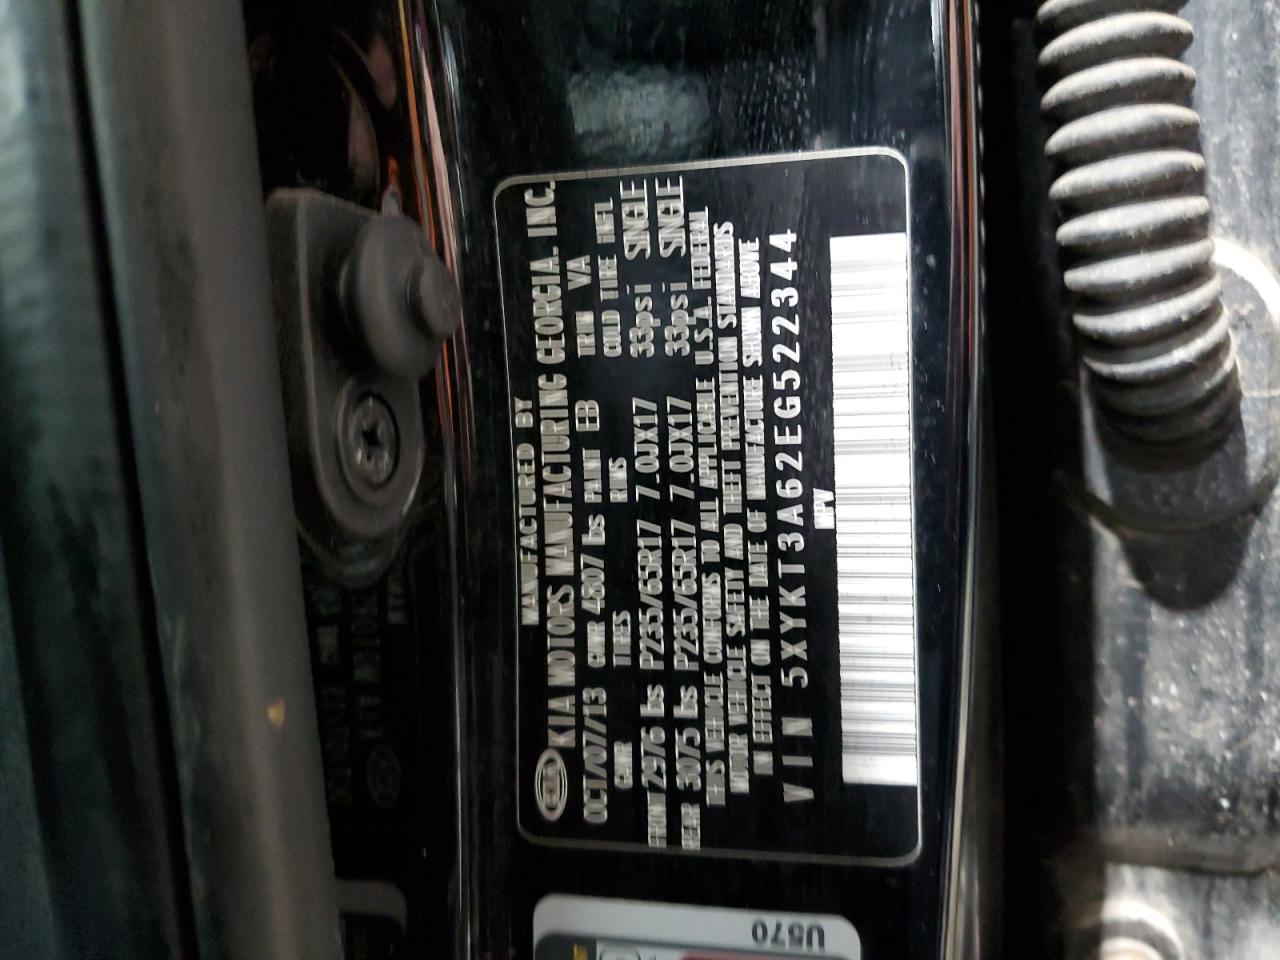 MANUFACTURED BY
KIA KIA MOTORS MANUFACTURING GEORGIA. INC.
OCT/07/13 GVWR 4807 lbs PAINT EB TRIM VA
GAWR TIRES RIMS COLD TIRE INFL
FRONT 2976 lbs P235/65R17 7.0JX17 33psi SINGLE
REAR 3075 lbs P235/65R17 7.0JX17 33psi SINGLE
THIS VEHICLE CONFORMS TO ALL APPLICABLE U.S.A. FEDERAL
MOTOR VEHICLE SAFETY AND THEFT PREVENTION STANDARDS
IN EFFECT ON THE DATE OF MANUFACTURE SHOWN ABOVE
VIN 5XYKT3A62EG522344
MPV
U570